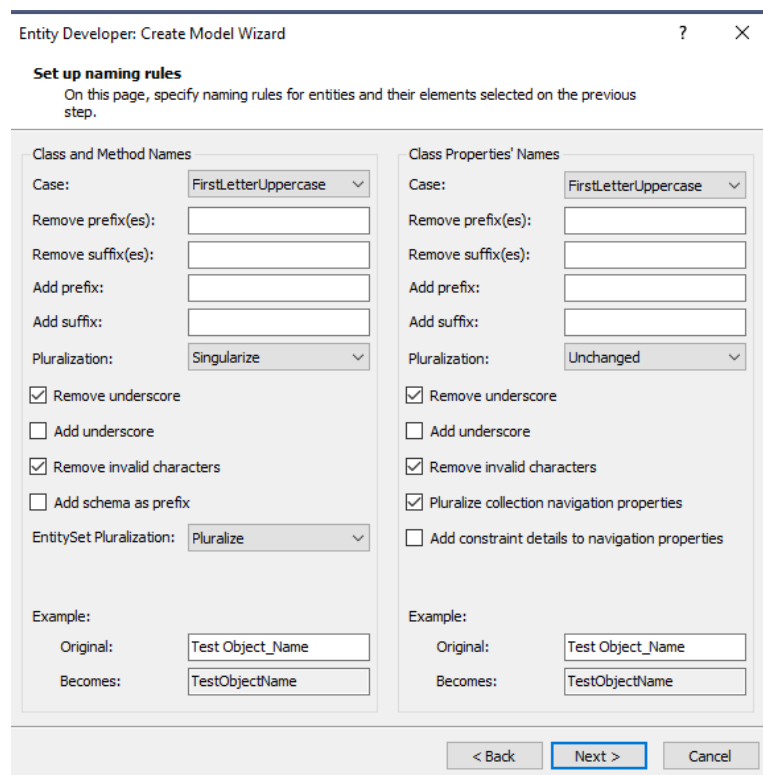 Entity Developer: Create Model Wizard ?
Set up naming rules
On this page, specify naming rules for entities and their elements selected on the previous
step.
Class and Method Names
Case: FirstLetterUppercase
Remove prefix(es):
Remove suffix(es):
Add prefix:
Add suffix:
Pluralization: Singularize
Remove underscore
Add underscore
Remove invalid characters
Add schema as prefix
EntitySet Pluralization: Pluralize
Example:
Original: Test Object_Name
Becomes: TestObjectName
Class Properties' Names
Case: FirstLetterUppercase
Remove prefix(es):
Remove suffix(es):
Add prefix:
Add suffix:
Pluralization: Unchanged
Remove underscore
Add underscore
Remove invalid characters
Pluralize collection navigation properties
Add constraint details to navigation properties
Example:
Original: Test Object_Name
Becomes: TestObjectName
< Back Next > Cancel